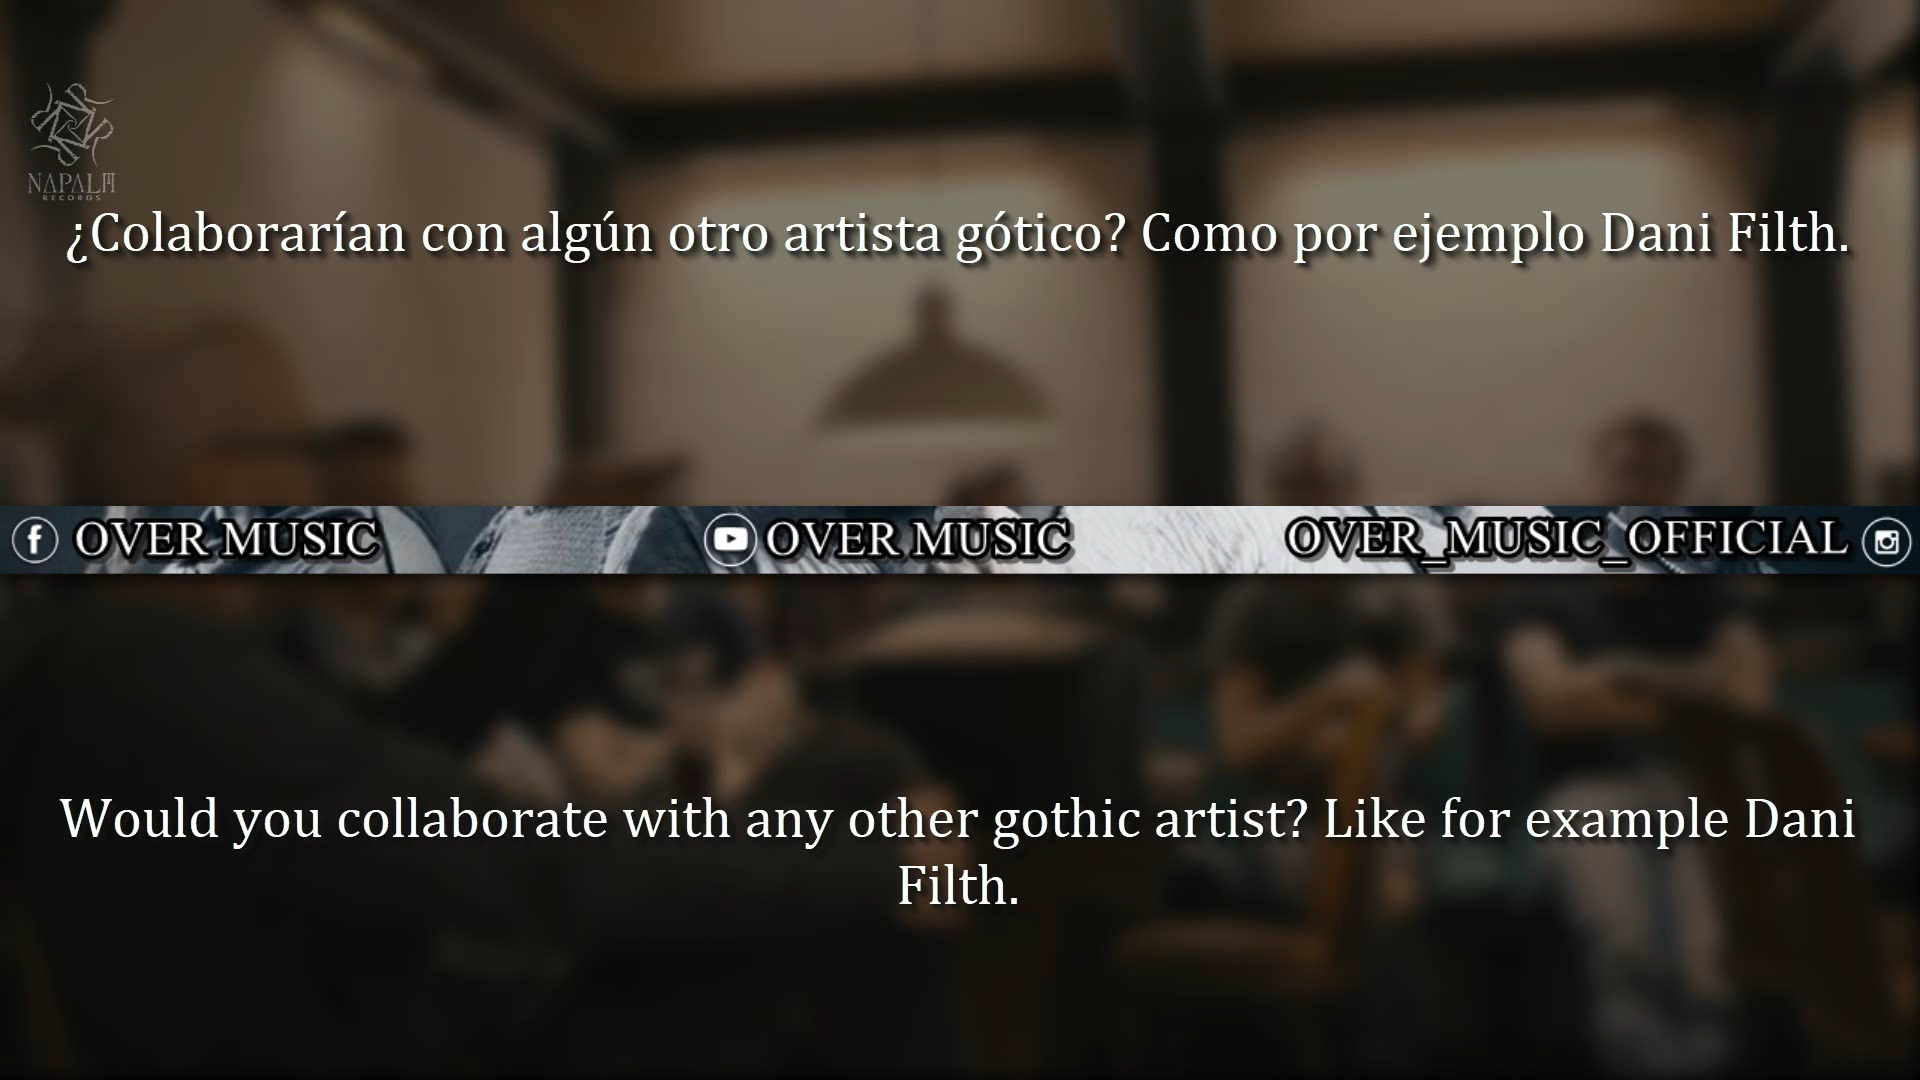 NAPALM
RECORDS
¿Colaborarían con algún otro artista gótico? Como por ejemplo Dani Filth.
OVER MUSIC
OVER MUSIC
OVER_MUSIC_OFFICIAL
Would you collaborate with any other gothic artist? Like for example Dani
Filth.